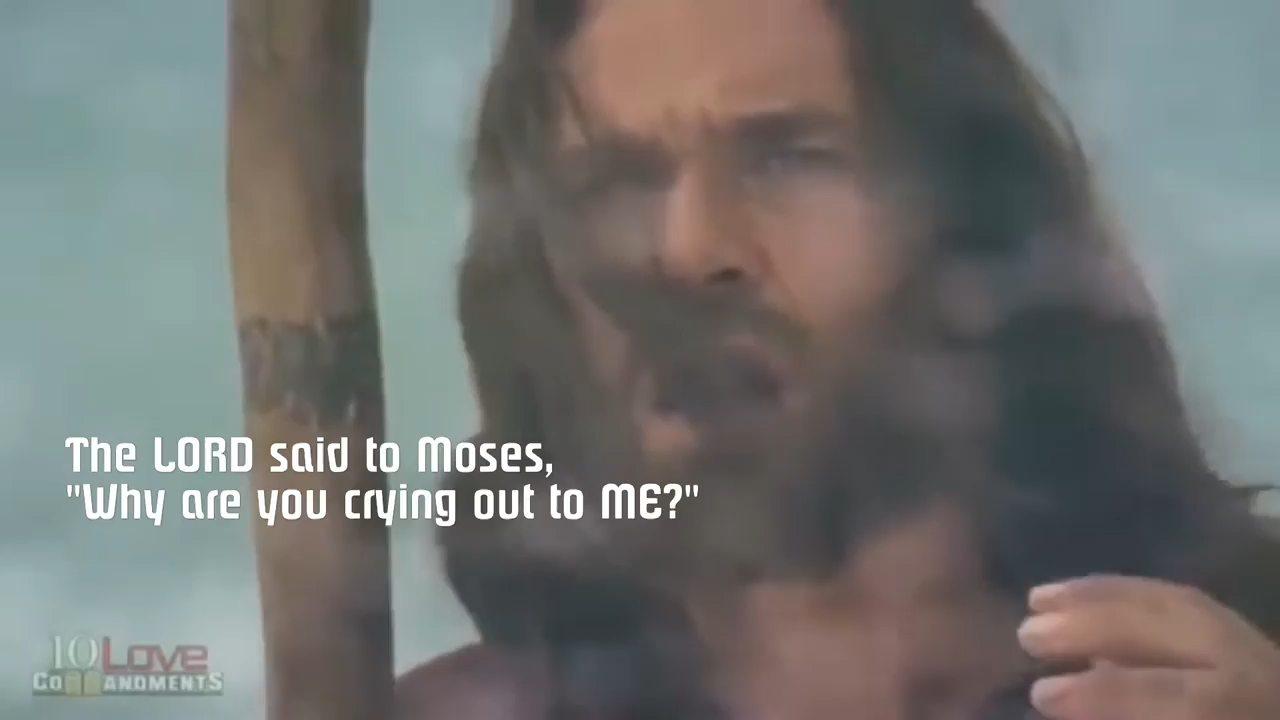 The LORD said to Moses,
"Why are you crying out to ME?"
10 Love
Commandments